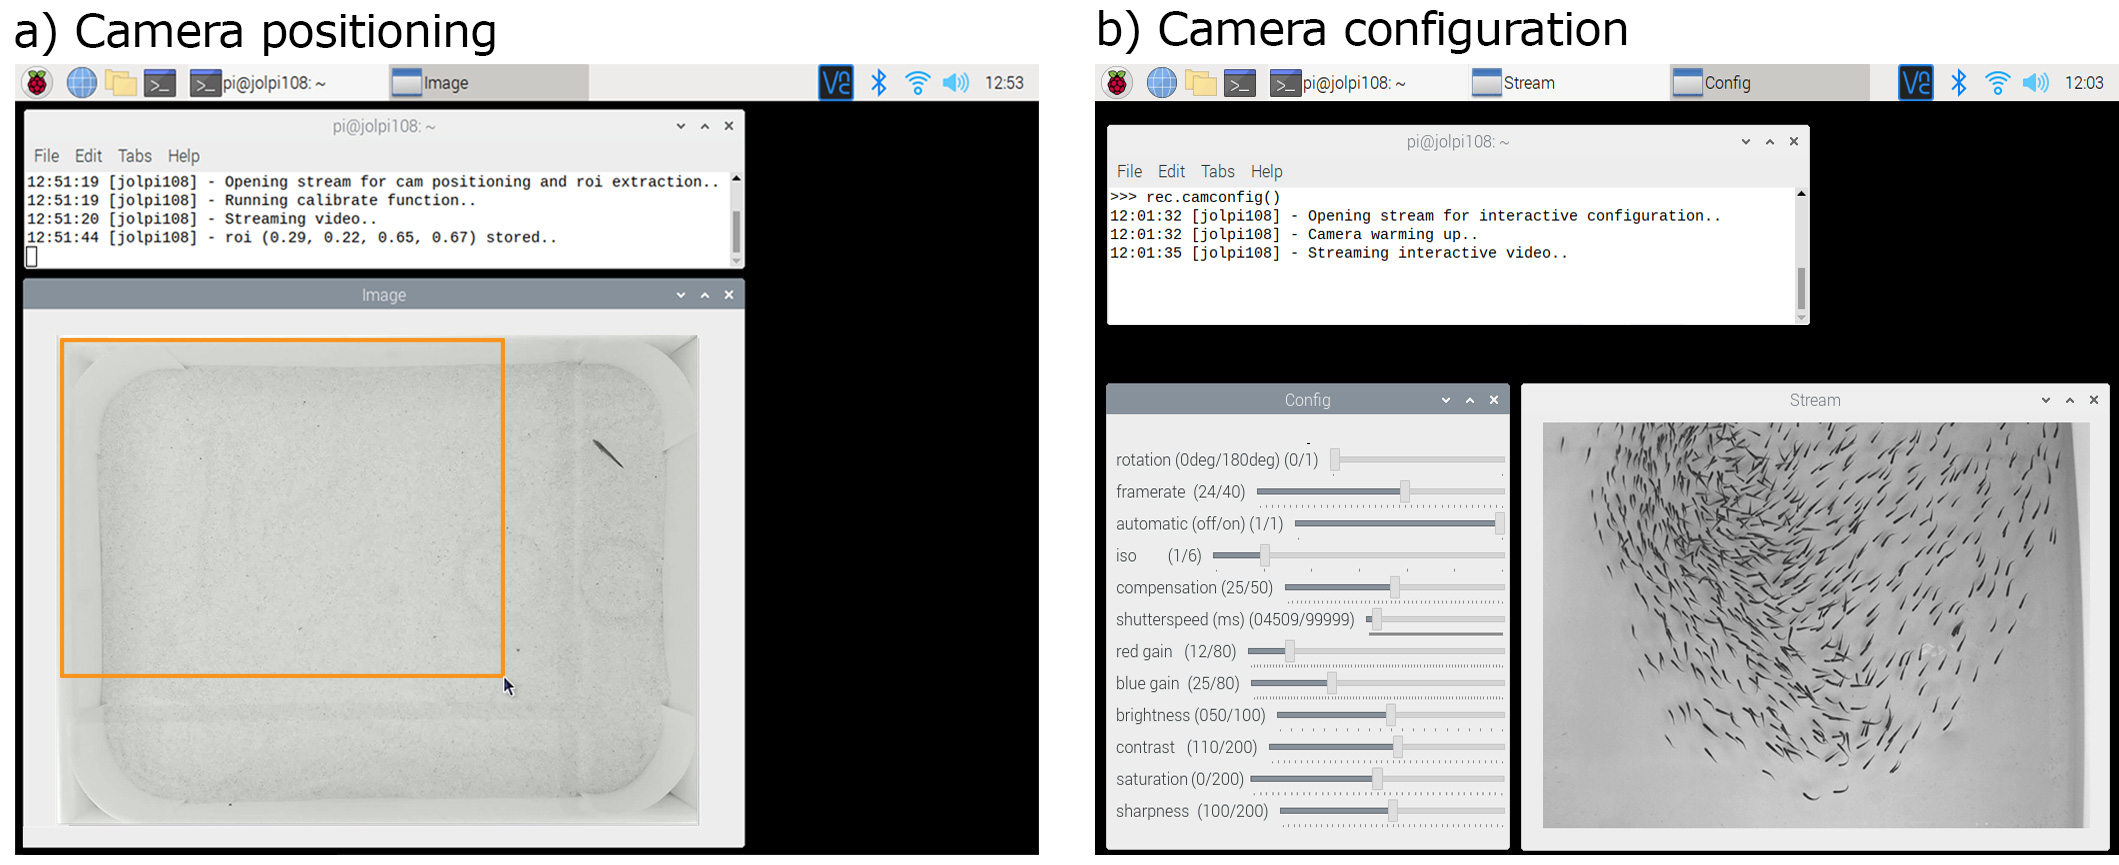 a) Camera positioning
pi@jolpi108: ~
Image
12:53
pi@jolpi108: ~
File Edit Tabs Help
12:51:19 [jolpi108] - Opening stream for cam positioning and roi extraction..
12:51:19 [jolpi108] - Running calibrate function..
12:51:20 [jolpi108] - Streaming video..
12:51:44 [jolpi108] - roi (0.29, 0.22, 0.65, 0.67) stored..
Image
b) Camera configuration
pi@jolpi108: ~
Stream
Config
12:03
pi@jolpi108: ~
File Edit Tabs Help
>>> rec.camconfig()
12:01:32 [jolpi108] - Opening stream for interactive configuration..
12:01:32 [jolpi108] - Camera warming up..
12:01:35 [jolpi108] - Streaming interactive video..
Config
rotation (0deg/180deg) (0/1)
framerate (24/40)
automatic (off/on) (1/1)
iso (1/6)
compensation (25/50)
shutterspeed (ms) (04509/99999)
red gain (12/80)
blue gain (25/80)
brightness (050/100)
contrast (110/200)
saturation (0/200)
sharpness (100/200)
Stream